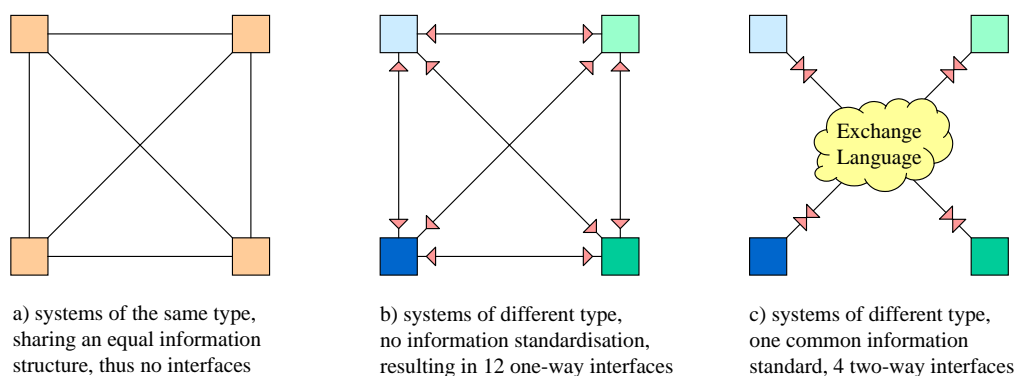 Exchange
Language
a) systems of the same type,
sharing an equal information
structure, thus no interfaces
b) systems of different type,
no information standardisation,
resulting in 12 one-way interfaces
c) systems of different type,
one common information
standard, 4 two-way interfaces